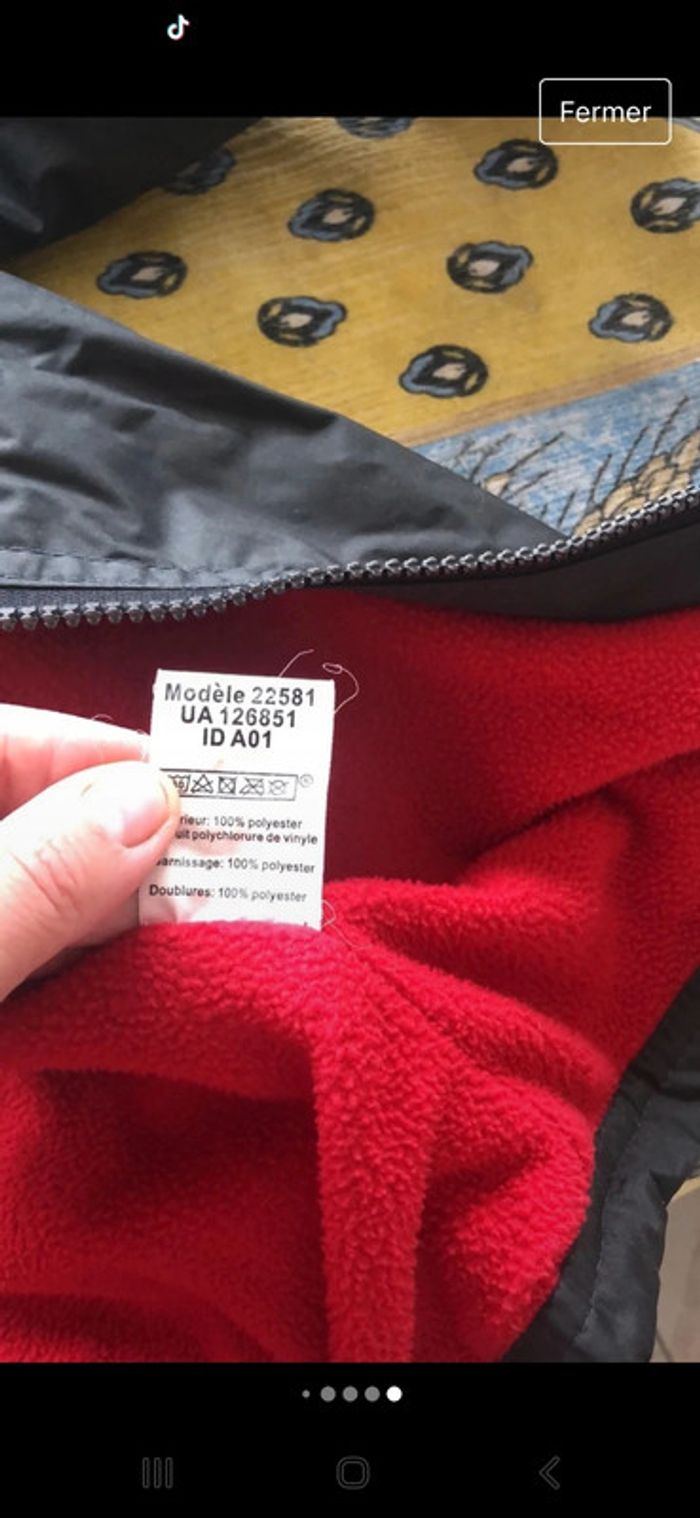 Fermer
Modèle 22581
UA 126851
ID A01
100% polyester
polychlorure de vinyle
100% polyester
Doublures: 100% polyester